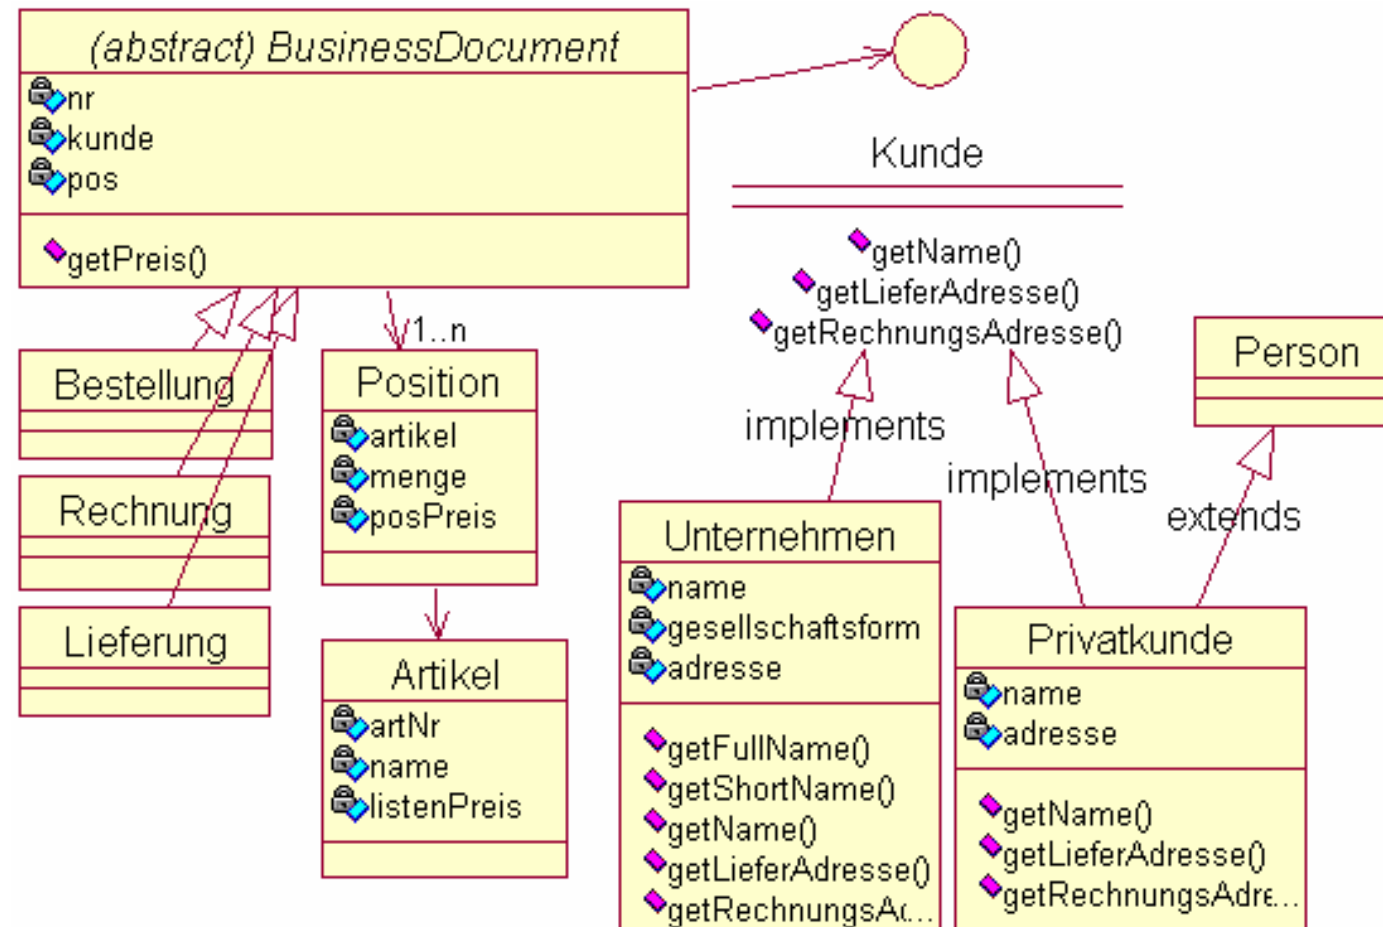 (abstract) BusinessDocument
nr
kunde
pos
getPreis()
Kunde
getName()
getLieferAdresse()
getRechnungsAdresse()
1..n
Bestellung
Rechnung
Lieferung
Position
artikel
menge
posPreis
Artikel
artNr
name
listenPreis
implements
implements
extends
Person
Unternehmen
name
gesellschaftsform
adresse
getFullName()
getShortName()
getName()
getLieferAdresse()
getRechnungsA(...
Privatkunde
name
adresse
getName()
getLieferAdresse()
getRechnungsAdre...